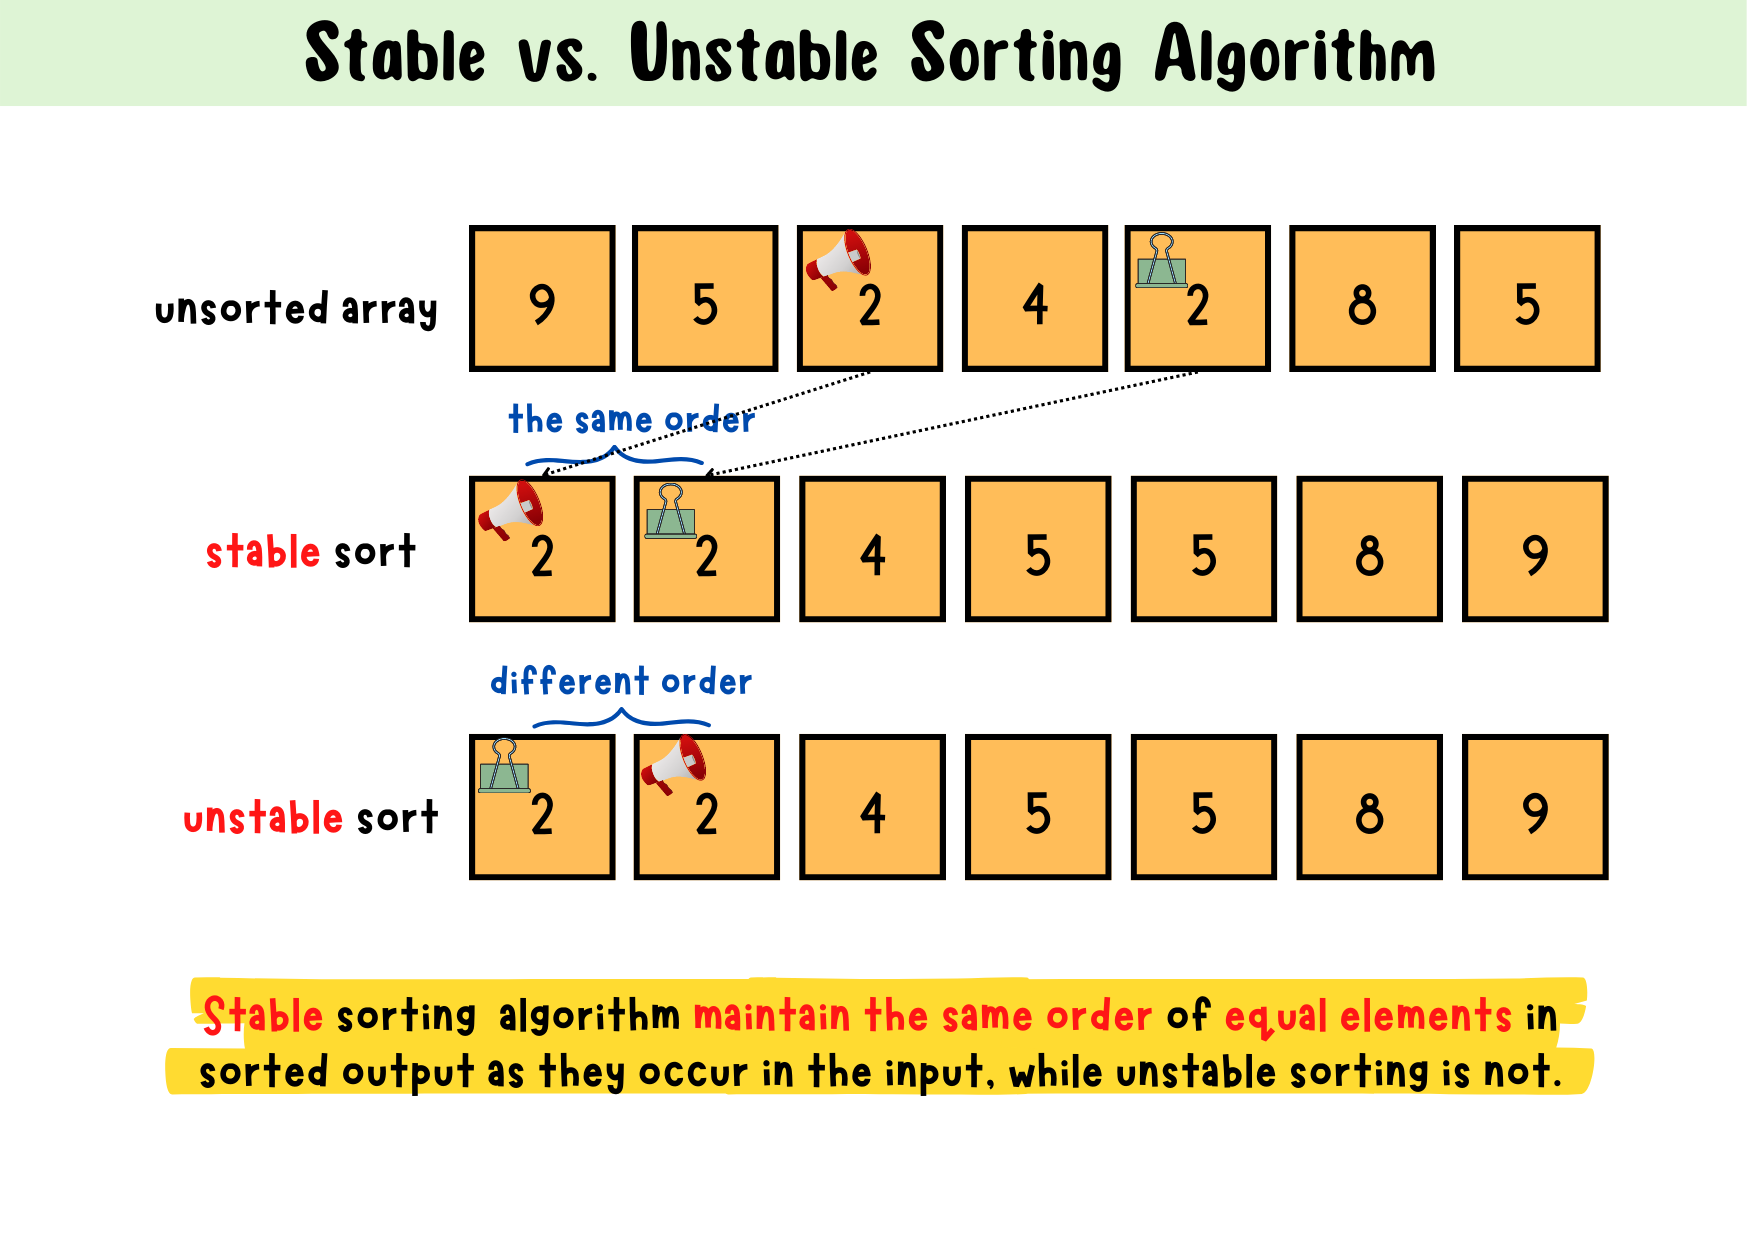 Stable vs. Unstable Sorting Algorithm
unsorted array 9 5 2 4 2 8 5
the same order
stable sort 2 2 4 5 5 8 9
different order
unstable sort 2 2 4 5 5 8 9
Stable sorting algorithm maintain the same order of equal elements in
sorted output as they occur in the input, while unstable sorting is not.